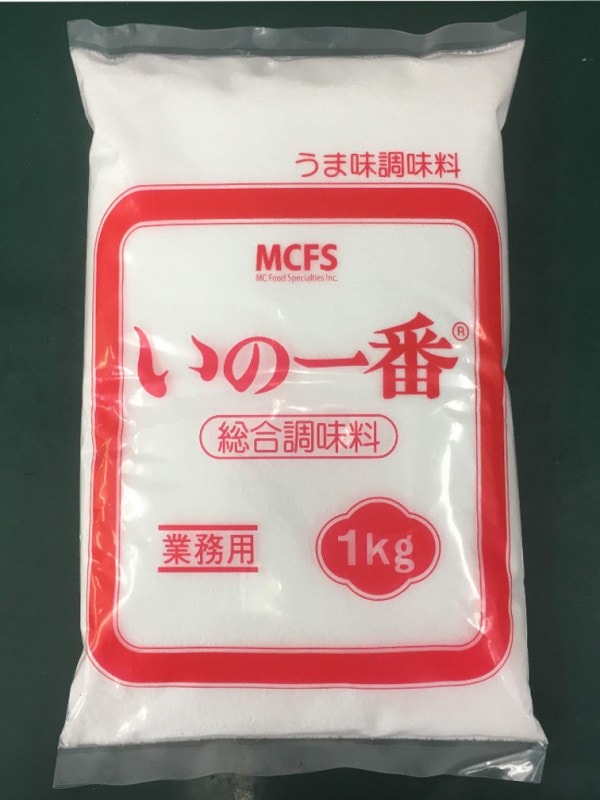 うま味調味料
MCFS
MC Food Specialties Inc.
いの一番®
総合調味料
業務用
1kg